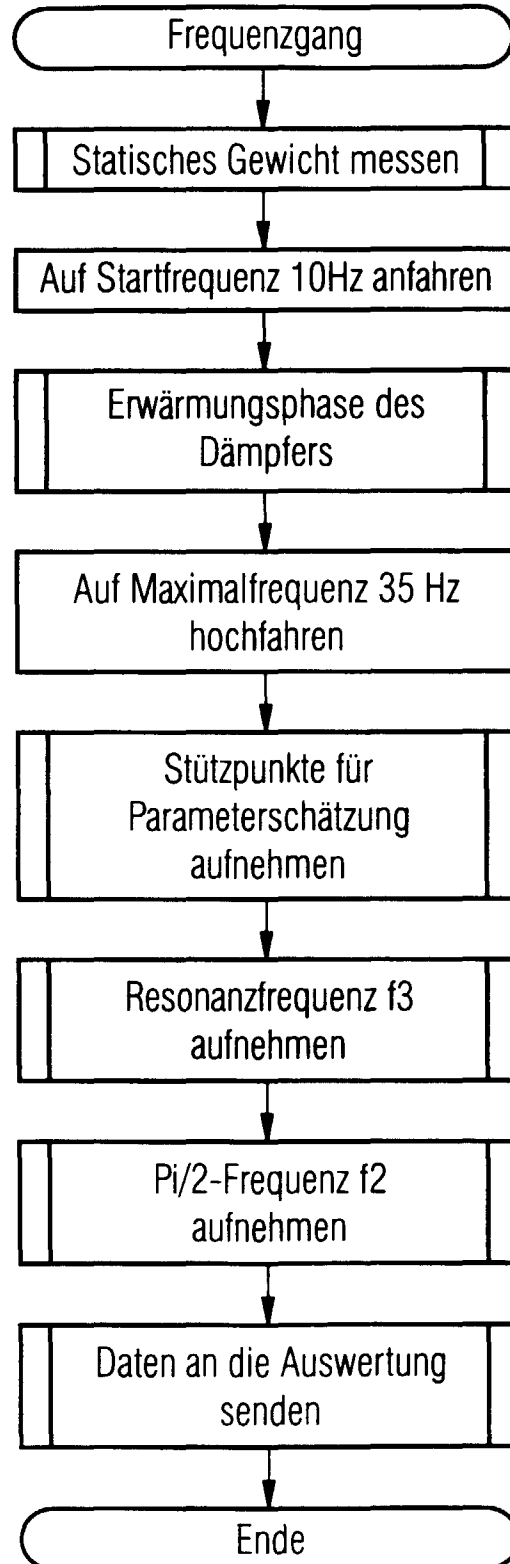 Frequenzgang
Statisches Gewicht messen
Auf Startfrequenz 10Hz anfahren
Erwärmungsphase des
Dämpfers
Auf Maximalfrequenz 35 Hz
hochfahren
Stützpunkte für
Parameterschätzung
aufnehmen
Resonanzfrequenz f3
aufnehmen
Pi/2-Frequenz f2
aufnehmen
Daten an die Auswertung
senden
Ende